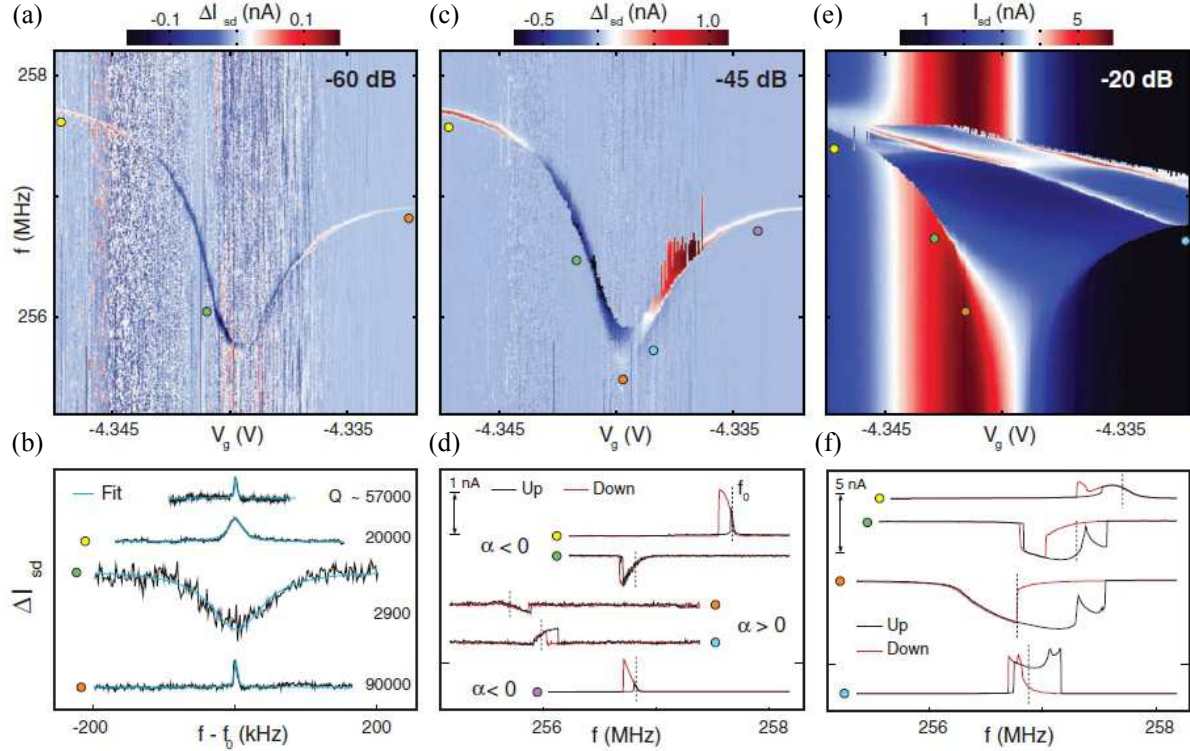 (a)
ΔI sd (nA)
-0.1 0.1
-60 dB
258
256
f (MHz)
-4.345 -4.335
V g (V)
(c)
ΔI sd (nA)
-0.5 1.0
-45 dB
-4.345 -4.335
V g (V)
(e)
I sd (nA)
1 5
-20 dB
-4.345 -4.335
V g (V)
(b)
Fit
Q ~ 57000
20000
2900
90000
ΔI sd
-200 0 200
f - f 0 (kHz)
(d)
1 nA
Up Down
f o
α < 0
α > 0
α < 0
256 258
f (MHz)
(f)
5 nA
Up
Down
256 258
f (MHz)